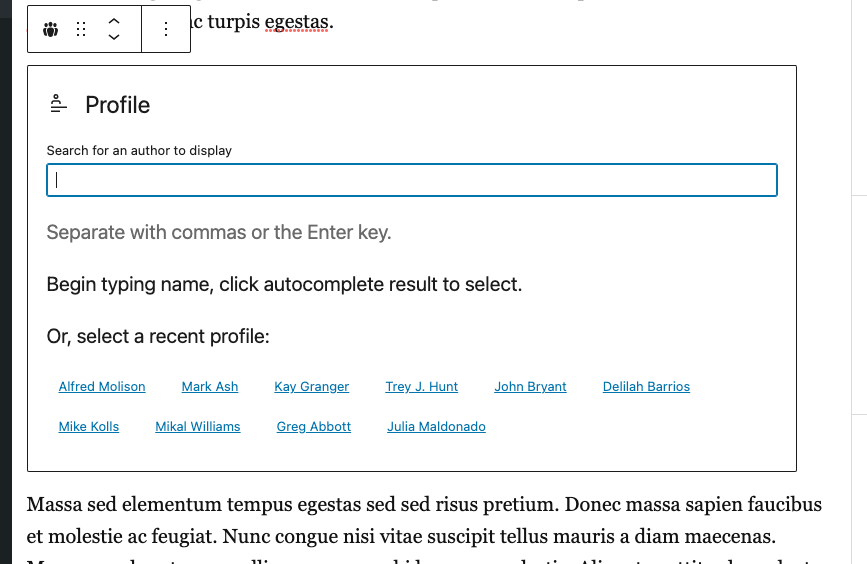 ac turpis egestas.
Profile
Search for an author to display
Separate with commas or the Enter key.
Begin typing name, click autocomplete result to select.
Or, select a recent profile:
Alfred Molison Mark Ash Kay Granger Trey J. Hunt John Bryant Delilah Barrios
Mike Kolls Mikal Williams Greg Abbott Julia Maldonado
Massa sed elementum tempus egestas sed sed risus pretium. Donec massa sapien faucibus
et molestie ac feugiat. Nunc congue nisi vitae suscipit tellus mauris a diam maecenas.